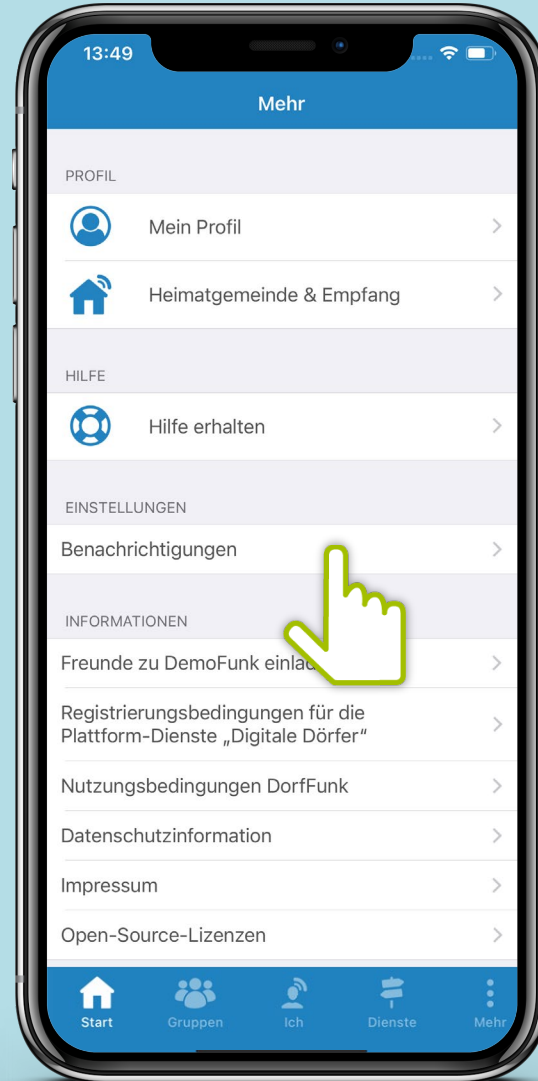 13:49
Mehr
PROFIL
Mein Profil
Heimatgemeinde & Empfang
HILFE
Hilfe erhalten
EINSTELLUNGEN
Benachrichtigungen
INFORMATIONEN
Freunde zu DemoFunk
Registrierungsbedingungen für die
Plattform-Dienste „Digitale Dörfer“
Nutzungsbedingungen DorfFunk
Datenschutzinformation
Impressum
Open-Source-Lizenzen
Start
Gruppen
Ich
Dienste
Mehr